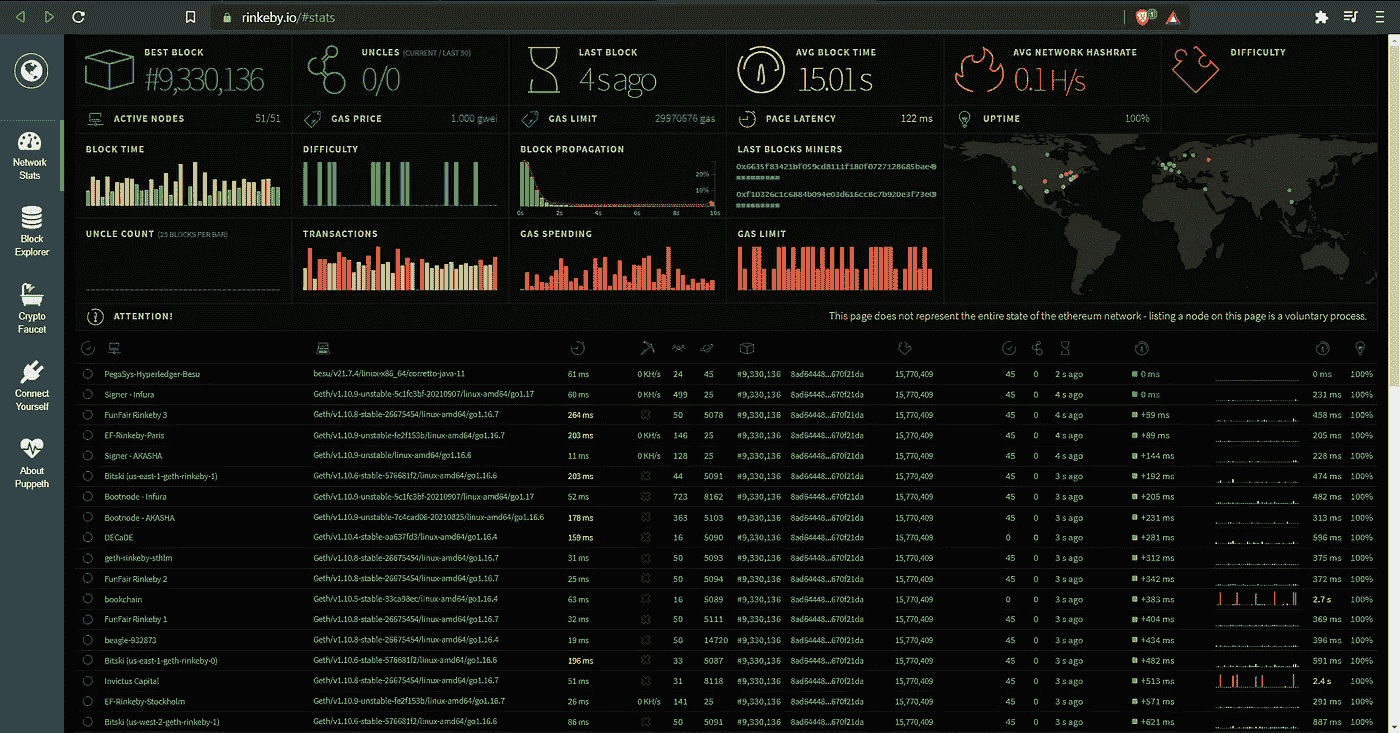 rinkeby.io/#stats
BEST BLOCK
#9,330,136
UNCLES (CURRENT / LAST 50)
0/0
LAST BLOCK
4 s ago
AVG BLOCK TIME
15.01 s
AVG NETWORK HASHRATE
0.1 H/s
DIFFICULTY
ACTIVE NODES 51/51
GAS PRICE 1.000 gwei
GAS LIMIT 29970676 gas
PAGE LATENCY 122 ms
UPTIME 100%
Network
Stats
Block
Explorer
Crypto
Faucet
Connect
Yourself
About
Puppeth
BLOCK TIME
DIFFICULTY
BLOCK PROPAGATION
20%
10%
0s 2s 4s 6s 8s 10s
LAST BLOCKS MINERS
UNCLE COUNT (25 BLOCKS PER BAR)
TRANSACTIONS
GAS SPENDING
GAS LIMIT
ATTENTION! This page does not represent the entire state of the ethereum network - listing a node on this page is a voluntary process.
PegaSys-Hyperledger-Besu besu/v21.7.4/linux-x86_64/corretto-java-11 61 ms 0 KH/s 24 45 #9,330,136 8ad64448...670f21da 15,770,409 45 0 2 s ago 0 ms 0 ms 100%
Signer - Infura Geth/v1.10.9-unstable-5c1fc3bf-20210907/linux-amd64/go1.17 60 ms 0 KH/s 499 25 #9,330,136 8ad64448...670f21da 15,770,409 45 0 4 s ago 0 ms 231 ms 100%
FunFair Rinkeby 3 Geth/v1.10.8-stable-26675454/linux-amd64/go1.16.7 264 ms 50 5078 #9,330,136 8ad64448...670f21da 15,770,409 45 0 4 s ago +59 ms 458 ms 100%
EF-Rinkeby-Paris Geth/v1.10.9-unstable-fe2f153b/linux-amd64/go1.16.7 203 ms 0 KH/s 146 25 #9,330,136 8ad64448...670f21da 15,770,409 45 0 4 s ago +89 ms 205 ms 100%
Signer - AKASHA Geth/v1.10.9-unstable/linux-amd64/go1.16.6 11 ms 0 KH/s 128 25 #9,330,136 8ad64448...670f21da 15,770,409 45 0 4 s ago +144 ms 228 ms 100%
Bitski (us-east-1-geth-rinkeby-1) Geth/v1.10.6-stable-576681f2/linux-amd64/go1.16.6 203 ms 44 5091 #9,330,136 8ad64448...670f21da 15,770,409 45 0 3 s ago +192 ms 474 ms 100%
Bootnode - Infura Geth/v1.10.9-unstable-5c1fc3bf-20210907/linux-amd64/go1.17 52 ms 723 8162 #9,330,136 8ad64448...670f21da 15,770,409 45 0 3 s ago +205 ms 482 ms 100%
Bootnode - AKASHA Geth/v1.10.9-unstable-7c4cad06-20210825/linux-amd64/go1.16.6 178 ms 363 5103 #9,330,136 8ad64448...670f21da 15,770,409 45 0 3 s ago +231 ms 313 ms 100%
DECaDE Geth/v1.10.4-stable-aa637fd3/linux-amd64/go1.16.4 159 ms 16 5090 #9,330,136 8ad64448...670f21da 15,770,409 0 0 3 s ago +281 ms 596 ms 100%
geth-rinkeby-sthlm Geth/v1.10.8-stable-26675454/linux-amd64/go1.16.7 31 ms 50 5093 #9,330,136 8ad64448...670f21da 15,770,409 45 0 3 s ago +312 ms 375 ms 100%
FunFair Rinkeby 2 Geth/v1.10.8-stable-26675454/linux-amd64/go1.16.7 25 ms 50 5094 #9,330,136 8ad64448...670f21da 15,770,409 45 0 3 s ago +342 ms 372 ms 100%
bookchain Geth/v1.10.5-stable-33ca98ec/linux-amd64/go1.16.4 63 ms 16 5089 #9,330,136 8ad64448...670f21da 15,770,409 0 0 3 s ago +383 ms 2.7 s 100%
FunFair Rinkeby 1 Geth/v1.10.8-stable-26675454/linux-amd64/go1.16.7 32 ms 50 5111 #9,330,136 8ad64448...670f21da 15,770,409 45 0 3 s ago +404 ms 369 ms 100%
beagle-932873 Geth/v1.10.8-stable-26675454/linux-amd64/go1.16.4 19 ms 50 14720 #9,330,136 8ad64448...670f21da 15,770,409 45 0 3 s ago +434 ms 396 ms 100%
Bitski (us-east-1-geth-rinkeby-0) Geth/v1.10.6-stable-576681f2/linux-amd64/go1.16.6 196 ms 33 5087 #9,330,136 8ad64448...670f21da 15,770,409 45 0 3 s ago +482 ms 591 ms 100%
Invictus Capital Geth/v1.10.8-stable-26675454/linux-amd64/go1.16.7 51 ms 31 8118 #9,330,136 8ad64448...670f21da 15,770,409 45 0 3 s ago +513 ms 2.4 s 100%
EF-Rinkeby-Stockholm Geth/v1.10.9-unstable-fe2f153b/linux-amd64/go1.16.7 26 ms 0 KH/s 141 25 #9,330,136 8ad64448...670f21da 15,770,409 45 0 3 s ago +571 ms 291 ms 100%
Bitski (us-west-2-geth-rinkeby-1) Geth/v1.10.6-stable-576681f2/linux-amd64/go1.16.6 86 ms 50 5091 #9,330,136 8ad64448...670f21da 15,770,409 45 0 3 s ago +621 ms 887 ms 100%